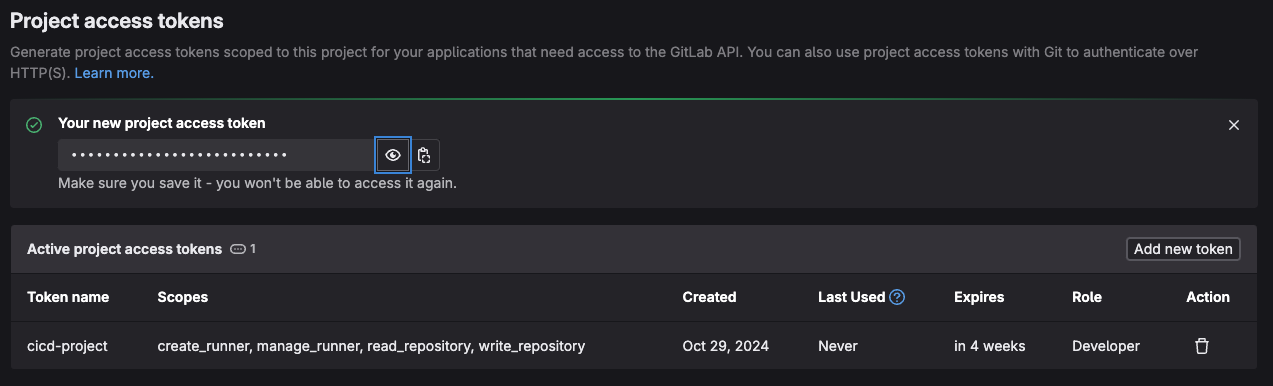 Project access tokens
Generate project access tokens scoped to this project for your applications that need access to the GitLab API. You can also use project access tokens with Git to authenticate over
HTTP(S). Learn more.
Your new project access token
••••••••••••••••••••••••••
Make sure you save it - you won't be able to access it again.
Active project access tokens 1 Add new token
Token name Scopes Created Last Used Expires Role Action
cicd-project create_runner, manage_runner, read_repository, write_repository Oct 29, 2024 Never in 4 weeks Developer